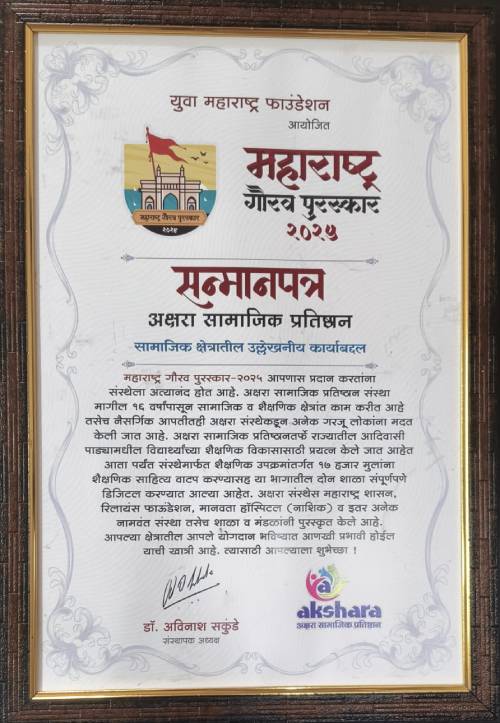 युवा महाराष्ट्र फाउंडेशन
आयोजित
महाराष्ट्र
गौरव पुरस्कार
२०२५
महाराष्ट्र गौरव पुरस्कार
सन्मानपत्र
अक्षरा सामाजिक प्रतिष्ठान
सामाजिक क्षेत्रातील उल्लेखनीय कार्याबद्दल
महाराष्ट्र गौरव पुरस्कार-२०२५ आपणास प्रदान करतांना
संस्थेला अत्यानंद होत आहे. अक्षरा सामाजिक प्रतिष्ठन संस्था
मागील १६ वर्षांपासून सामाजिक व शैक्षणिक क्षेत्रांत काम करीत आहे
तसेच नैसर्गिक आपतीतही अक्षरा संस्थेकडून अनेक गरजू लोकांना मदत
केली जात आहे. अक्षरा सामाजिक प्रतिष्ठनतर्फे राज्यातील आदिवासी
पाड्यामधील विद्यार्थ्यांच्या शैक्षणिक विकासासाठी प्रयत्न केले जात आहेत
आता पर्यंत संस्थेमार्फत शैक्षणिक उपक्रमांतर्गत १७ हजार मुलांना
शैक्षणिक साहित्य वाटप करण्यासह या भागातील दोन शाळा संपूर्णपणे
डिजिटल करण्यात आल्या आहेत. अक्षरा संस्थेस महाराष्ट्र शासन,
रिलायंस फाऊंडेशन, मानवता हॉस्पिटल (नाशिक) व इतर अनेक
नामवंत संस्था तसेच शाळा व मंडळांनी पुरस्कृत केले आहे.
आपल्या क्षेत्रातील आपले योगदान भविष्यात आणखी प्रभावी होईल
याची खात्री आहे. त्यासाठी आपल्याला शुभेच्छा !
डॉ. अविनाश सकुंडे
संस्थापक अध्यक्ष
akshara
अक्षरा सामाजिक प्रतिष्ठान